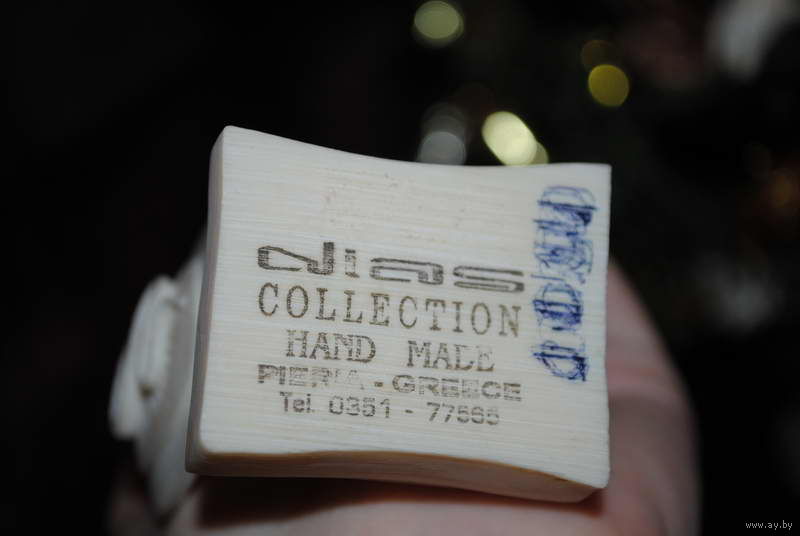 Dias
COLLECTION
HAND MADE
PIERIA - GREECE
Tel. 0351 - 77565
www.ay.by